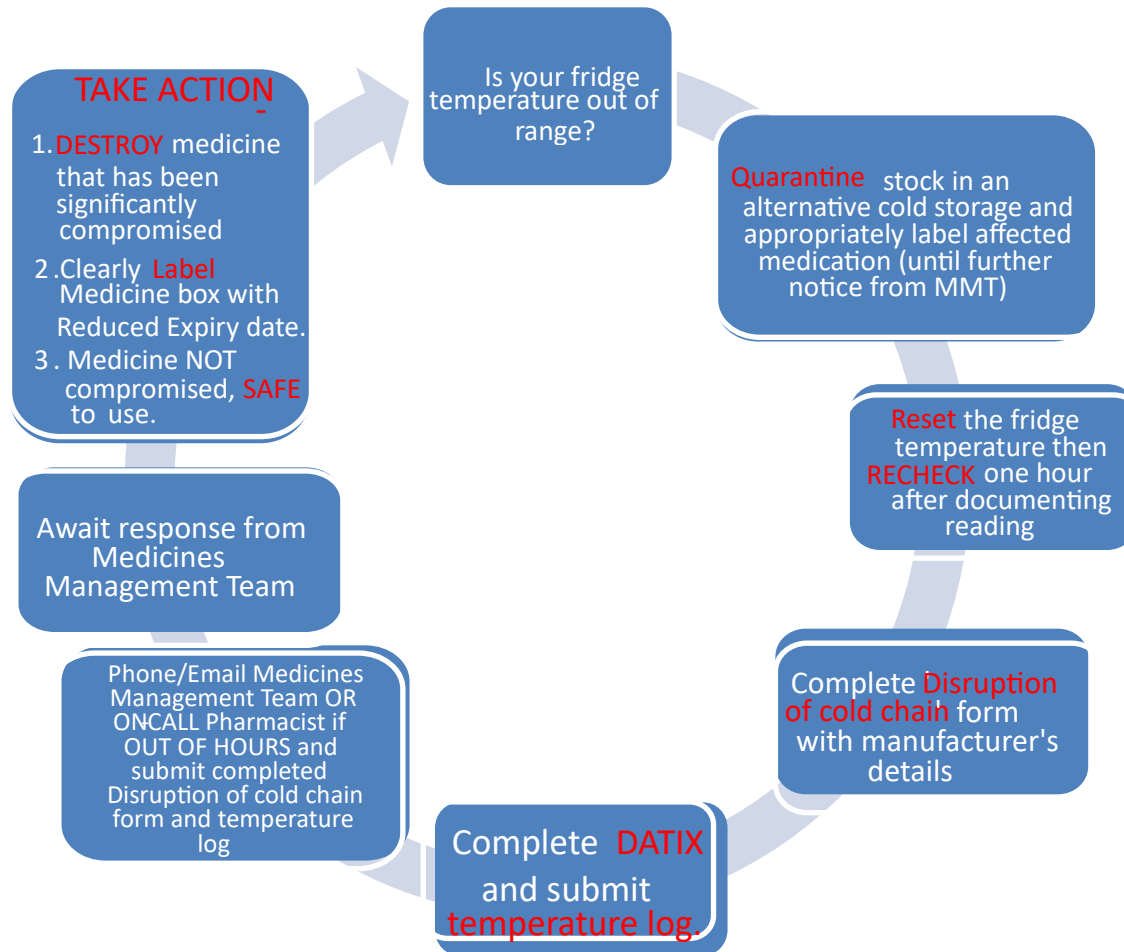 Is your fridge
temperature out of
range?
Quarantine stock in an
alternative cold storage and
appropriately label affected
medication (until further
notice from MMT)
Reset the fridge
temperature then
RECHECK one hour
after documenting
reading
Complete Disruption
of cold chain form
with manufacturer's
details
Complete DATIX
and submit
temperature log.
Phone/Email Medicines
Management Team OR
ON-CALL Pharmacist if
OUT OF HOURS and
submit completed
Disruption of cold chain
form and temperature
log
Await response from
Medicines
Management Team
TAKE ACTION
1. DESTROY medicine
that has been
significantly
compromised
2 .Clearly Label
Medicine box with
Reduced Expiry date.
3 . Medicine NOT
compromised, SAFE
to use.